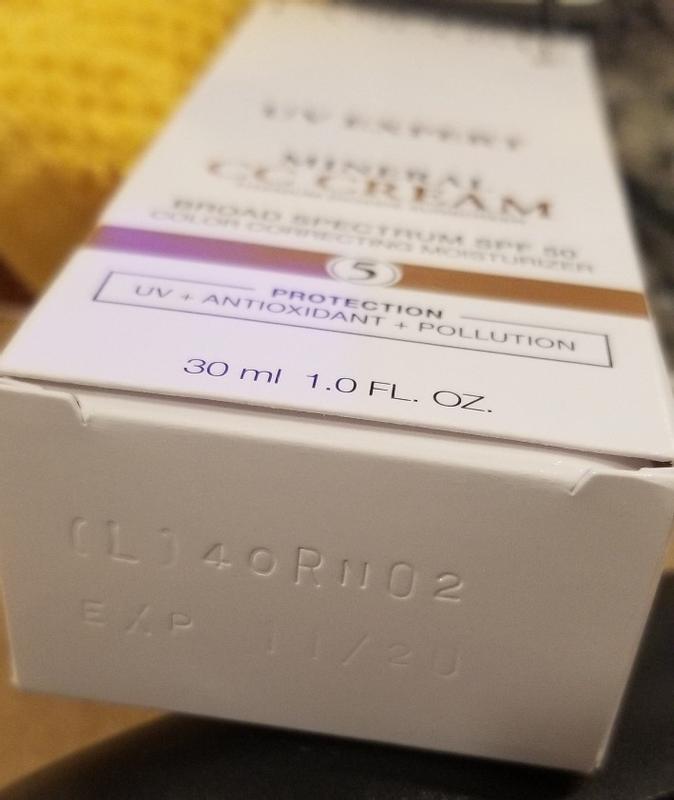 UV EXPERT
MINERAL
CC CREAM
BROAD SPECTRUM SPF 50
COLOR CORRECTING MOISTURIZER
5
PROTECTION
UV + ANTIOXIDANT + POLLUTION
30 ml 1.0 FL. OZ.
(L)40RN02
EXP 11/20